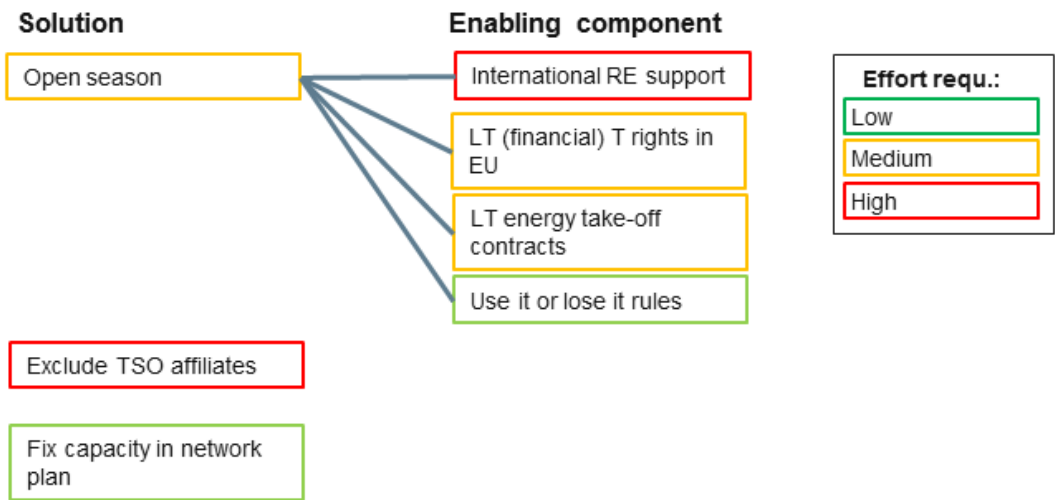 Solution
Enabling component
Open season
International RE support
LT (financial) T rights in
EU
LT energy take-off
contracts
Use it or lose it rules
Exclude TSO affiliates
Fix capacity in network
plan
Effort requ.:
Low
Medium
High